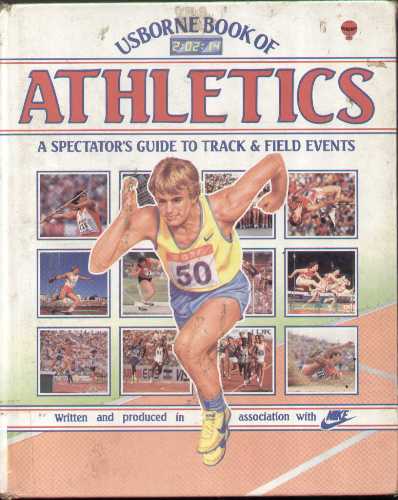 USBORNE BOOK OF
2:02:14
ATHLETICS
A SPECTATOR'S GUIDE TO TRACK & FIELD EVENTS
50
Written and produced in association with NIKE